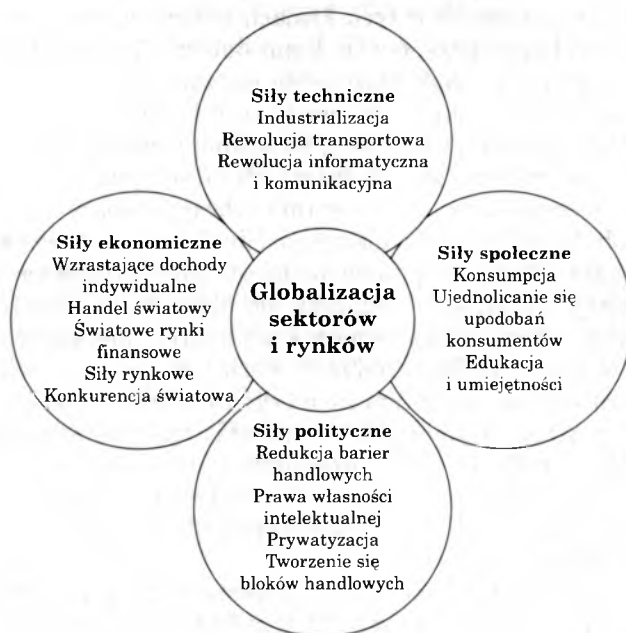 Siły techniczne
Industrializacja
Rewolucja transportowa
Rewolucja informatyczna
i komunikacyjna
Siły ekonomiczne
Wzrastające dochody
indywidualne
Handel światowy
Światowe rynki
finansowe
Siły rynkowe
Konkurencja światowa
Globalizacja
sektorów
i rynków
Siły społeczne
Konsumpcja
Ujednolicanie się
upodobań
konsumentów
Edukacja
i umiejętności
Siły polityczne
Redukcja barier
handlowych
Prawa własności
intelektualnej
Prywatyzacja
Tworzenie się
bloków handlowych